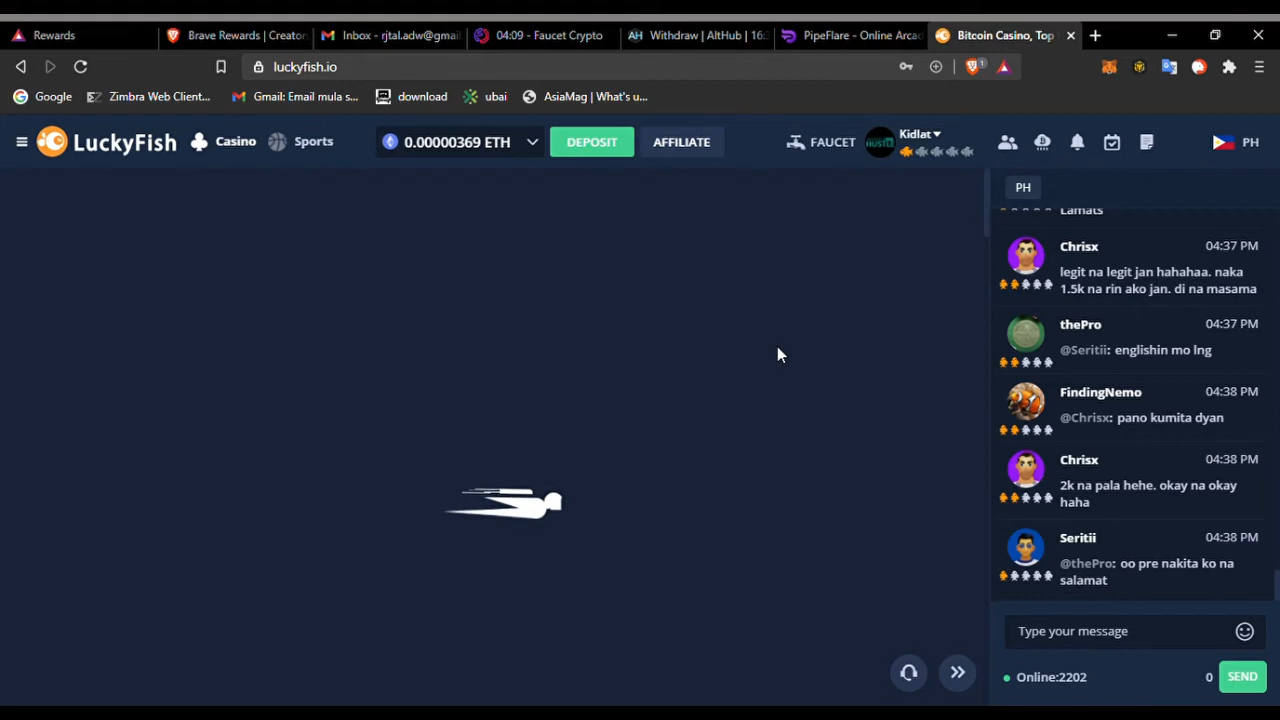 Rewards
Brave Rewards | Creator
Inbox - rjtal.adw@gmai
04:09 - Faucet Crypto
Withdraw | AltHub | 16:
PipeFlare - Online Arcad
Bitcoin Casino, Top
luckyfish.io
1
Google
Zimbra Web Client...
Gmail: Email mula s...
download
ubai
AsiaMag | What's u...
LuckyFish
Casino
Sports
0.00000369 ETH
DEPOSIT
AFFILIATE
FAUCET
HUSTLE
Kidlat
PH
PH
Lamats
Chrisx 04:37 PM
legit na legit jan hahahaa. naka
1.5k na rin ako jan. di na masama
thePro 04:37 PM
@Seritii: englishin mo lng
FindingNemo 04:38 PM
@Chrisx: pano kumita dyan
Chrisx 04:38 PM
2k na pala hehe. okay na okay
haha
Seritii 04:38 PM
@thePro: oo pre nakita ko na
salamat
Type your message
Online:2202
0
SEND